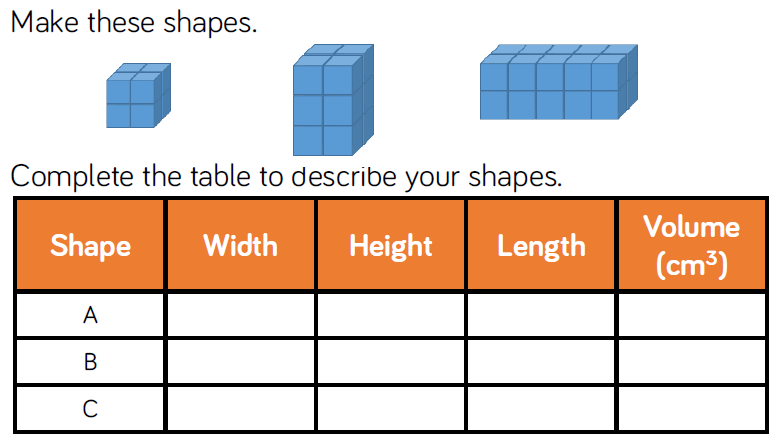 Make these shapes.
Complete the table to describe your shapes.
Shape Width Height Length Volume (cm³)
A
B
C